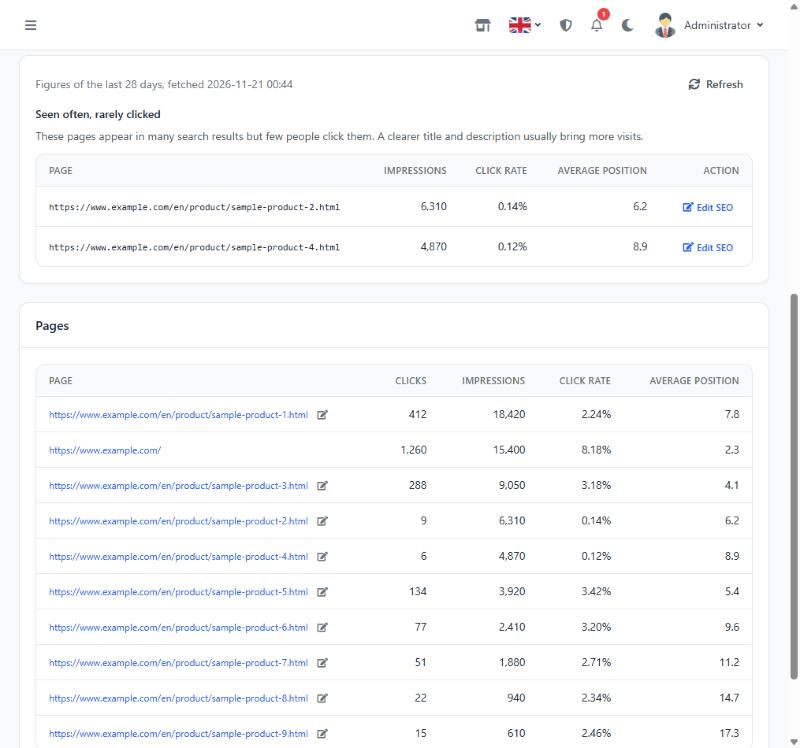 1
Administrator
Figures of the last 28 days, fetched 2026-11-21 00:44
Refresh
Seen often, rarely clicked
These pages appear in many search results but few people click them. A clearer title and description usually bring more visits.
PAGE IMPRESSIONS CLICK RATE AVERAGE POSITION ACTION
https://www.example.com/en/product/sample-product-2.html 6,310 0.14% 6.2 Edit SEO
https://www.example.com/en/product/sample-product-4.html 4,870 0.12% 8.9 Edit SEO
Pages
PAGE CLICKS IMPRESSIONS CLICK RATE AVERAGE POSITION
https://www.example.com/en/product/sample-product-1.html 412 18,420 2.24% 7.8
https://www.example.com/ 1,260 15,400 8.18% 2.3
https://www.example.com/en/product/sample-product-3.html 288 9,050 3.18% 4.1
https://www.example.com/en/product/sample-product-2.html 9 6,310 0.14% 6.2
https://www.example.com/en/product/sample-product-4.html 6 4,870 0.12% 8.9
https://www.example.com/en/product/sample-product-5.html 134 3,920 3.42% 5.4
https://www.example.com/en/product/sample-product-6.html 77 2,410 3.20% 9.6
https://www.example.com/en/product/sample-product-7.html 51 1,880 2.71% 11.2
https://www.example.com/en/product/sample-product-8.html 22 940 2.34% 14.7
https://www.example.com/en/product/sample-product-9.html 15 610 2.46% 17.3